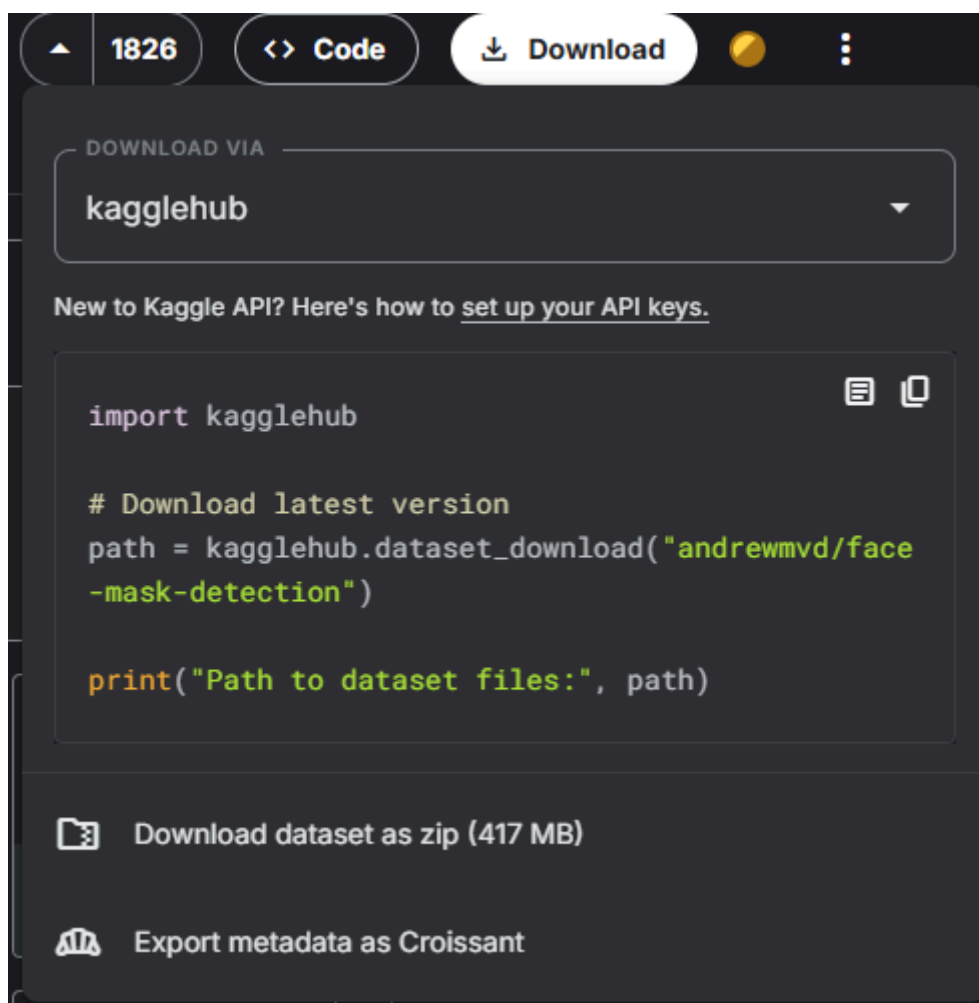 1826
<> Code
Download
DOWNLOAD VIA
kagglehub
New to Kaggle API? Here's how to set up your API keys.
import kagglehub
# Download latest version
path = kagglehub.dataset_download("andrewmvd/face
-mask-detection")
print("Path to dataset files:", path)
Download dataset as zip (417 MB)
Export metadata as Croissant